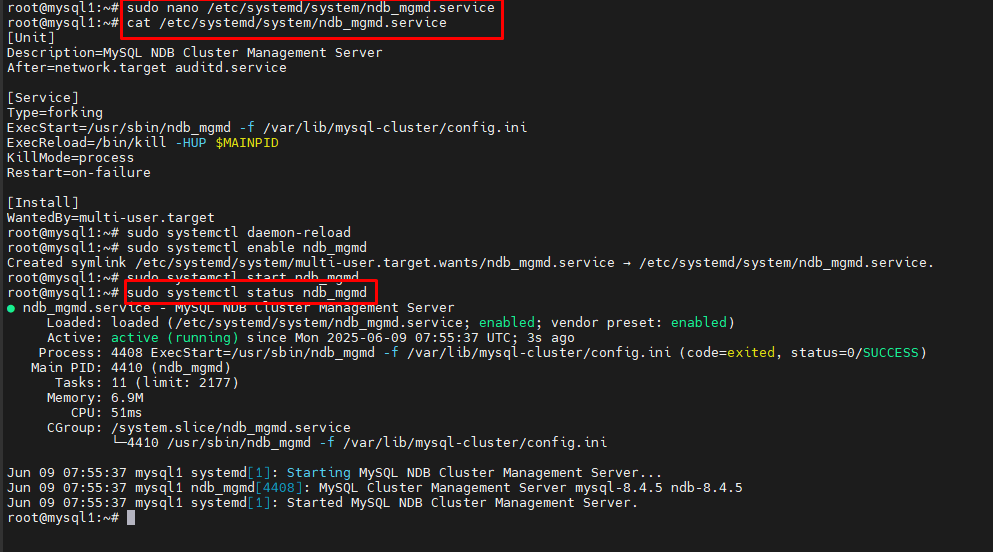 root@mysql1:~# sudo nano /etc/systemd/system/ndb_mgmd.service
root@mysql1:~# cat /etc/systemd/system/ndb_mgmd.service
[Unit]
Description=MySQL NDB Cluster Management Server
After=network.target auditd.service
[Service]
Type=forking
ExecStart=/usr/sbin/ndb_mgmd -f /var/lib/mysql-cluster/config.ini
ExecReload=/bin/kill -HUP $MAINPID
KillMode=process
Restart=on-failure
[Install]
WantedBy=multi-user.target
root@mysql1:~# sudo systemctl daemon-reload
root@mysql1:~# sudo systemctl enable ndb_mgmd
Created symlink /etc/systemd/system/multi-user.target.wants/ndb_mgmd.service → /etc/systemd/system/ndb_mgmd.service.
root@mysql1:~# sudo systemctl start ndb_mgmd
root@mysql1:~# sudo systemctl status ndb_mgmd
● ndb_mgmd.service - MySQL NDB Cluster Management Server
Loaded: loaded (/etc/systemd/system/ndb_mgmd.service; enabled; vendor preset: enabled)
Active: active (running) since Mon 2025-06-09 07:55:37 UTC; 3s ago
Process: 4408 ExecStart=/usr/sbin/ndb_mgmd -f /var/lib/mysql-cluster/config.ini (code=exited, status=0/SUCCESS)
Main PID: 4410 (ndb_mgmd)
Tasks: 11 (limit: 2177)
Memory: 6.9M
CPU: 51ms
CGroup: /system.slice/ndb_mgmd.service
└─4410 /usr/sbin/ndb_mgmd -f /var/lib/mysql-cluster/config.ini
Jun 09 07:55:37 mysql1 systemd[1]: Starting MySQL NDB Cluster Management Server...
Jun 09 07:55:37 mysql1 ndb_mgmd[4408]: MySQL Cluster Management Server mysql-8.4.5 ndb-8.4.5
Jun 09 07:55:37 mysql1 systemd[1]: Started MySQL NDB Cluster Management Server.
root@mysql1:~#